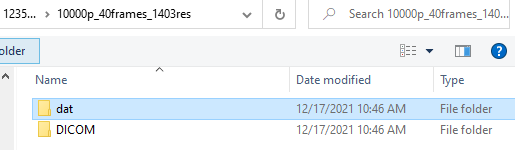 1235... > 10000p_40frames_1403res
Search 10000p_40frames_140...
older
Name Date modified Type
dat 12/17/2021 10:46 AM File folder
DICOM 12/17/2021 10:46 AM File folder